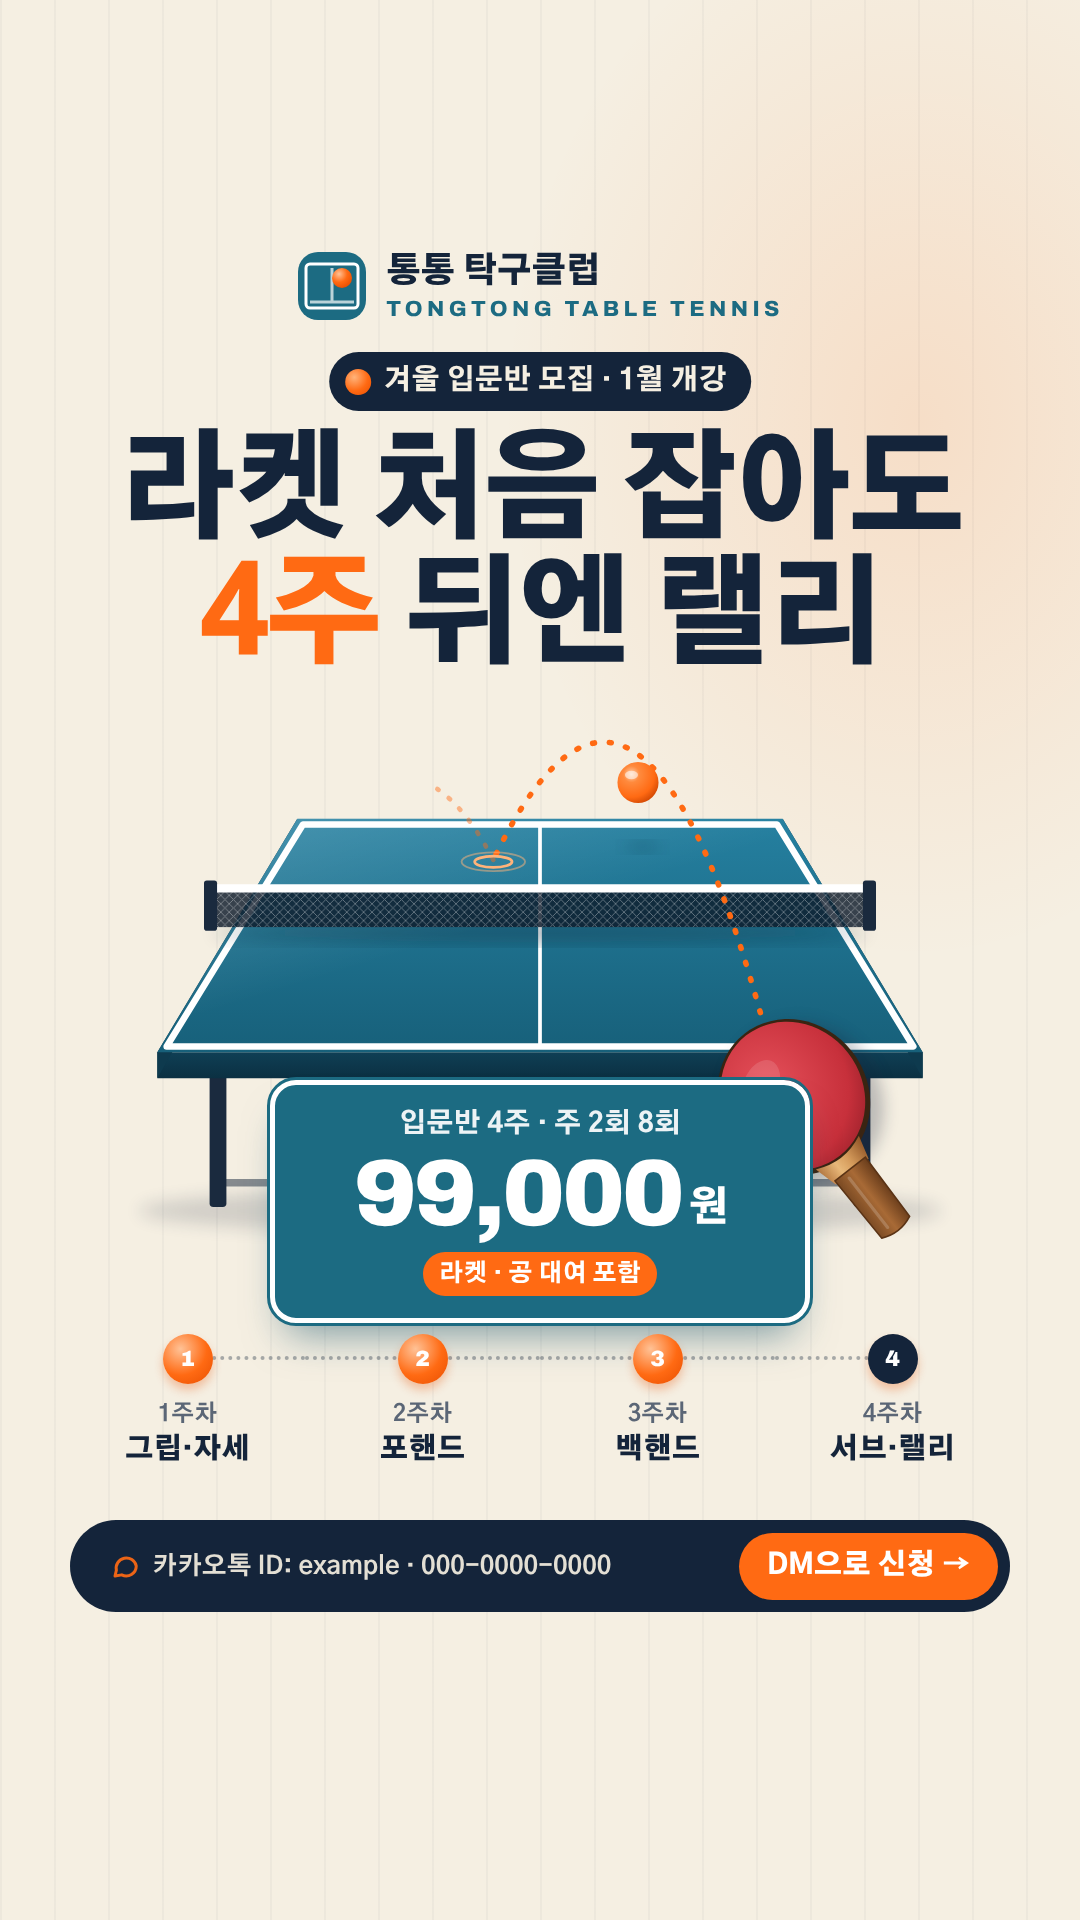 통통 탁구클럽
TONGTONG TABLE TENNIS
겨울 입문반 모집 · 1월 개강
라켓 처음 잡아도
4주 뒤엔 랠리
입문반 4주 · 주 2회 8회
99,000원
라켓 · 공 대여 포함
1
2
3
4
1주차
그립·자세
2주차
포핸드
3주차
백핸드
4주차
서브·랠리
카카오톡 ID: example · 000-0000-0000
DM으로 신청 →